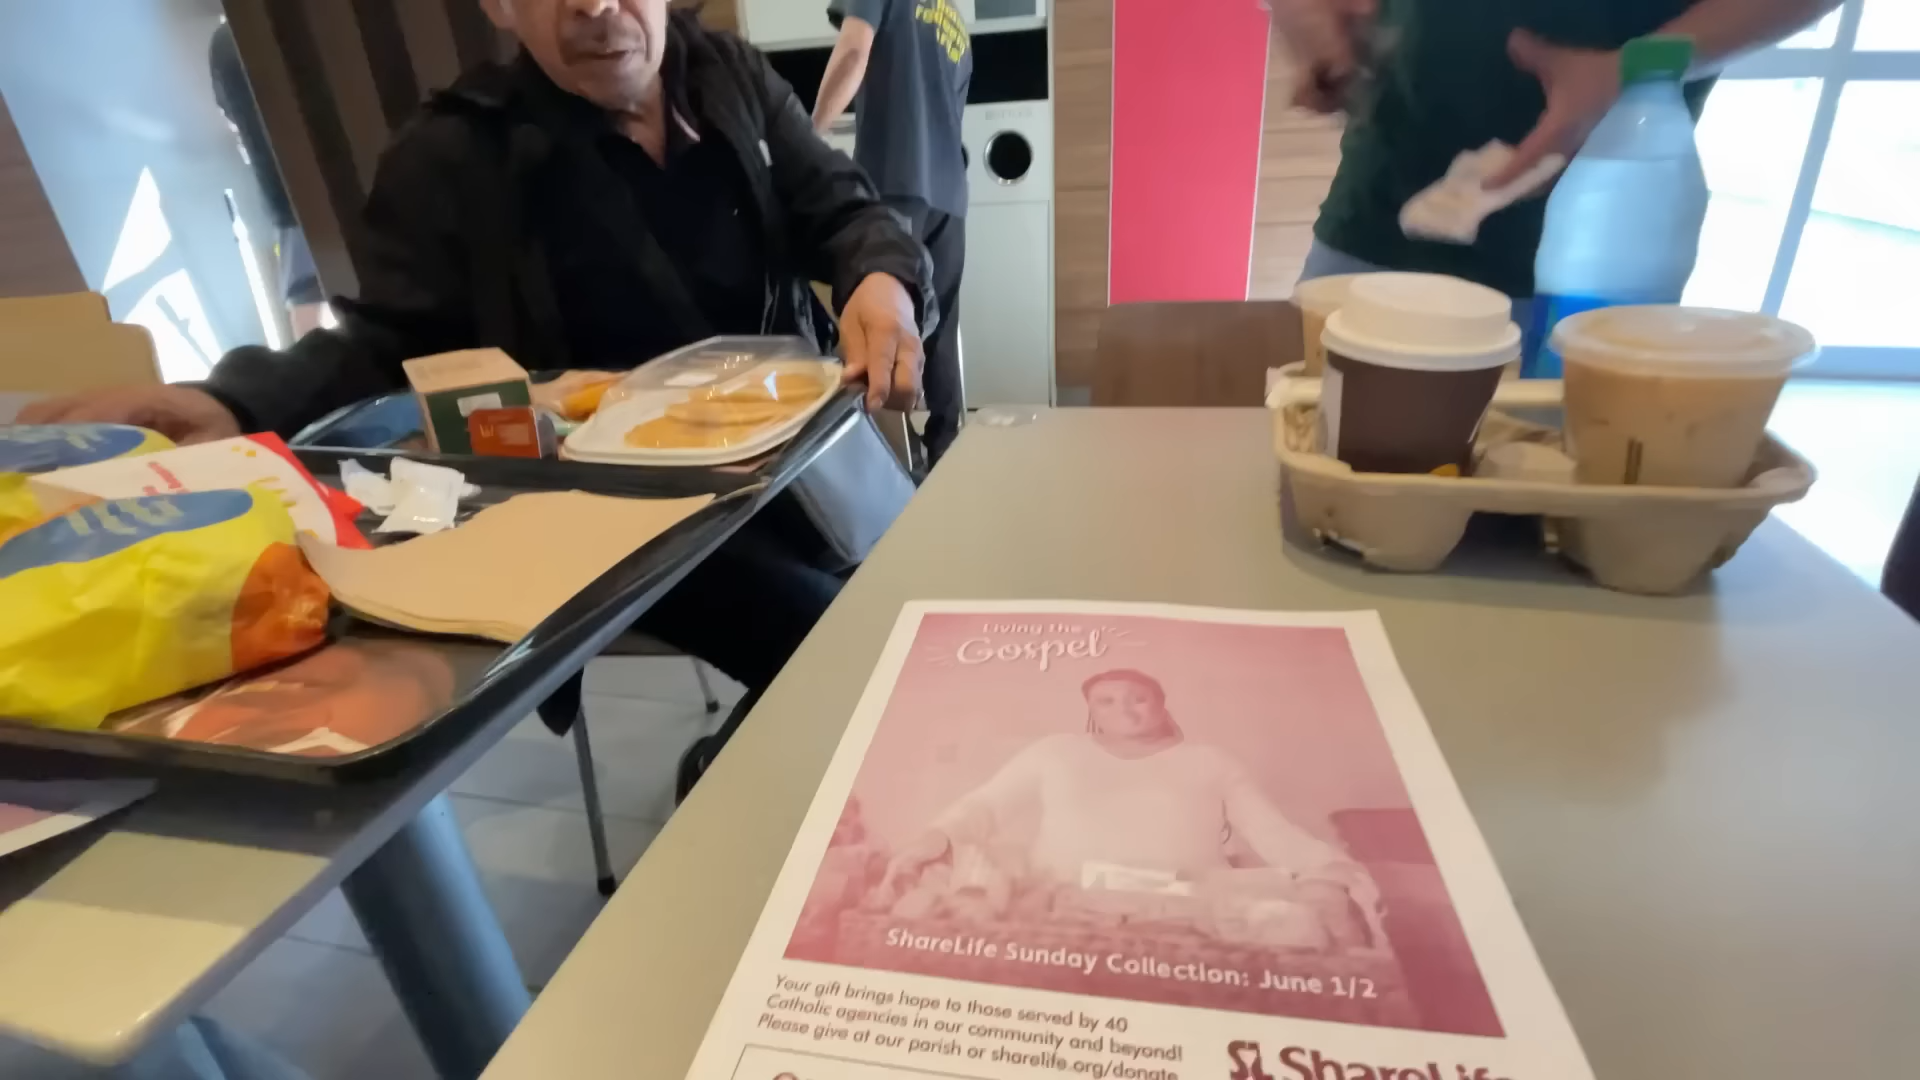 Living the
Gospel
ShareLife Sunday Collection: June 1/2
Your gift brings hope to those served by 40
Catholic agencies in our community and beyond!
Please give at our parish or sharelife.org/donate
SL ShareLife